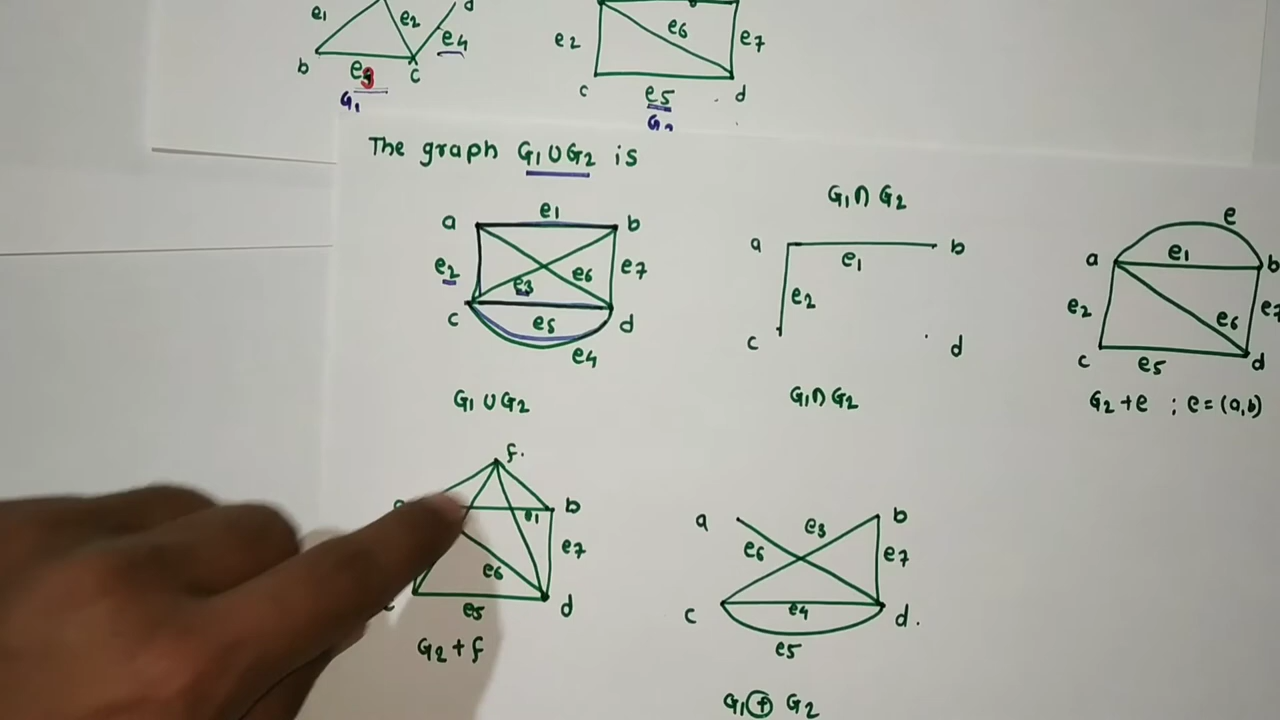 e1 e2 d
e4
b e3 c
G1
e2 e6 e7
c e5 d
G2
The graph G1∪G2 is
a e1 b
e2 e3 e6 e7
c e5 d
e4
G1∪G2
G1∩G2
a e1 b
e2
c d
G1∩G2
e
a e1 b
e2 e6 e7
c e5 d
G2+e ; e=(a,b)
f.
e1 b
e6 e7
e5 d
G2+f
a e3 b
e6 e7
c e4 d.
e5
G1⊕G2